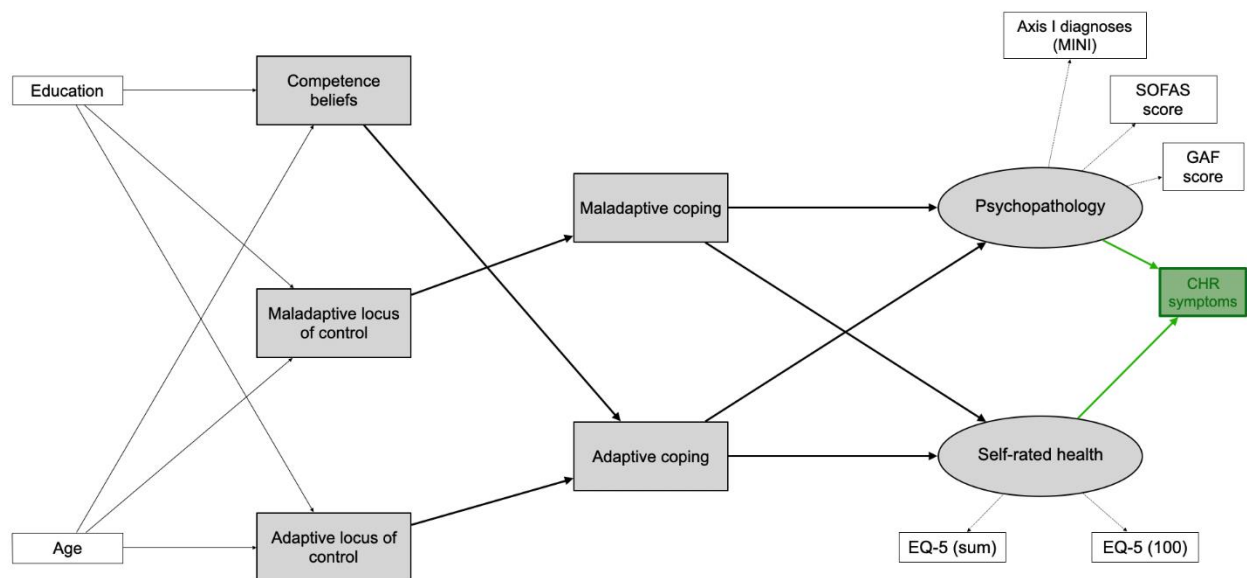 Axis I diagnoses
(MINI)
Education
Competence
beliefs
SOFAS
score
GAF
score
Maladaptive coping
Psychopathology
CHR
symptoms
Maladaptive locus
of control
Adaptive coping
Self-rated health
Age
Adaptive locus of
control
EQ-5 (sum)
EQ-5 (100)